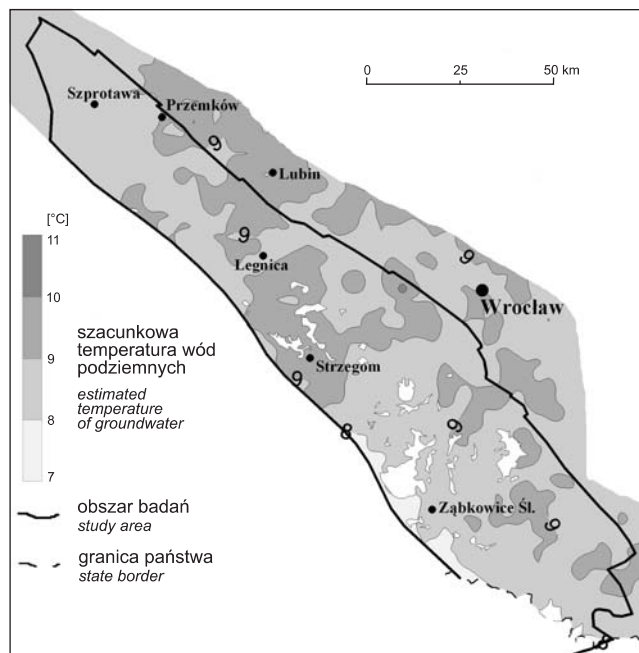 0 25 50 km
Szprotawa
Przemków
9
Lubin
9
9
Legnica
Wrocław
Strzegom
9
8
9
Ząbkowice Śl.
9
8
[°C]
11
10
9
8
7
szacunkowa
temperatura wód
podziemnych
estimated
temperature
of groundwater
obszar badań
study area
granica państwa
state border